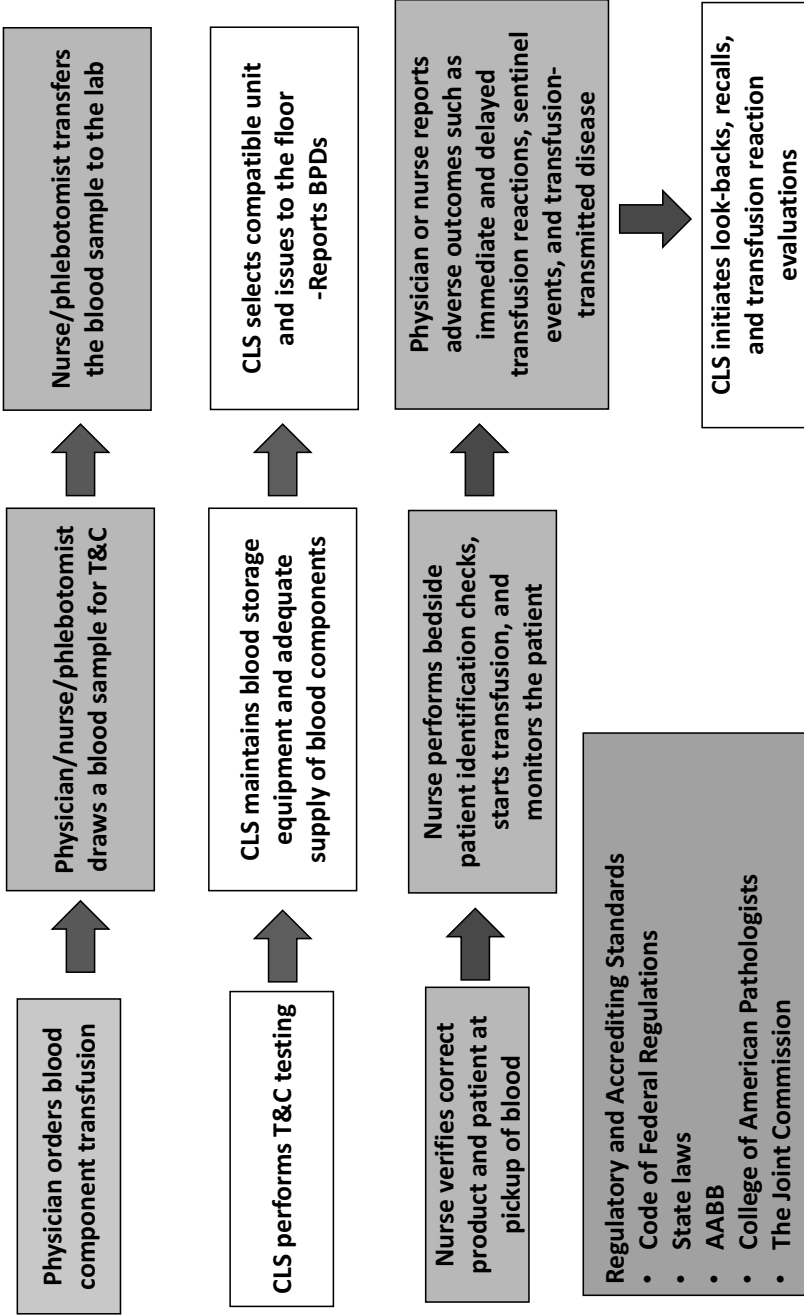 Physician orders blood
component transfusion
Physician/nurse/phlebotomist
draws a blood sample for T&C
Nurse/phlebotomist transfers
the blood sample to the lab
CLS performs T&C testing
CLS maintains blood storage
equipment and adequate
supply of blood components
CLS selects compatible unit
and issues to the floor
-Reports BPDs
Nurse verifies correct
product and patient at
pickup of blood
Nurse performs bedside
patient identification checks,
starts transfusion, and
monitors the patient
Physician or nurse reports
adverse outcomes such as
immediate and delayed
transfusion reactions, sentinel
events, and transfusion-
transmitted disease
CLS initiates look-backs, recalls,
and transfusion reaction
evaluations
Regulatory and Accrediting Standards
• Code of Federal Regulations
• State laws
• AABB
• College of American Pathologists
• The Joint Commission